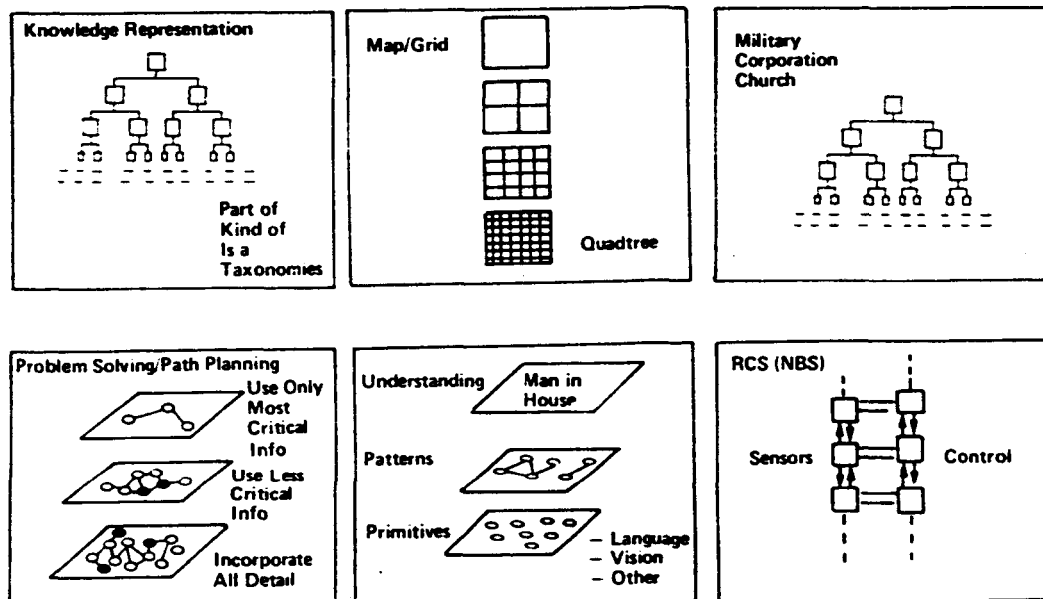 Knowledge Representation
Part of
Kind of
Is a
Taxonomies
Map/Grid
Quadtree
Military
Corporation
Church
Problem Solving/Path Planning
Use Only
Most
Critical
Info
Use Less
Critical
Info
Incorporate
All Detail
Understanding
Man in
House
Patterns
Primitives
– Language
– Vision
– Other
RCS (NBS)
Sensors
Control